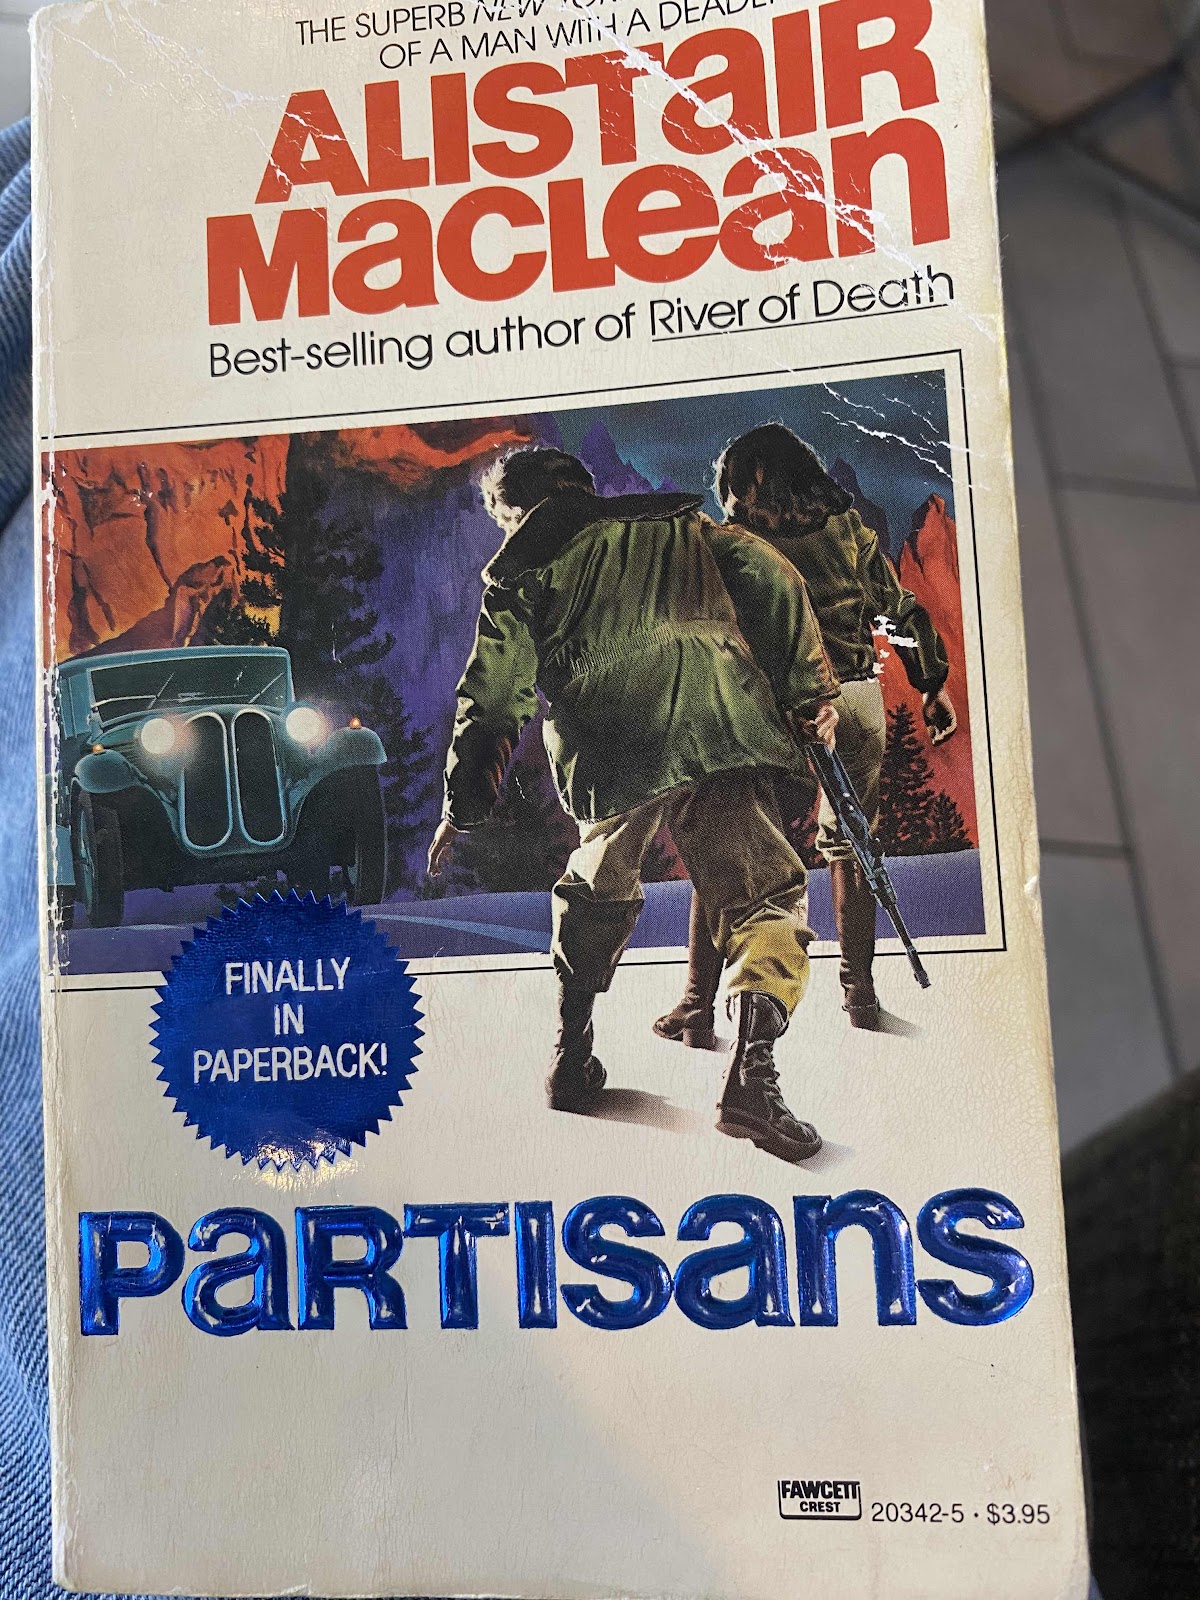 THE SUPERB NEW
OF A MAN WITH A
ALISTaiR
MacLean
Best-selling author of River of Death
FINALLY
IN
PAPERBACK!
PaRTISans
FAWCETT
CREST
20342-5 • $3.95